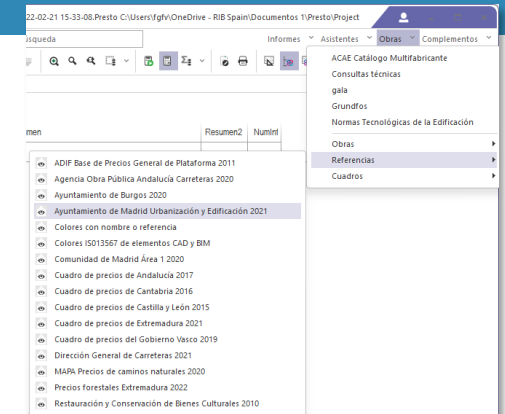 22-02-21 15-33-08.Presto C:\Users\fgfv\OneDrive - RIB Spain\Documentos 1\Presto\Project
úsqueda
Informes Asistentes Obras Complementos
ACAE Catálogo Multifabricante
Consultas técnicas
gala
Grundfos
Normas Tecnológicas de la Edificación
Obras
Referencias
Cuadros
men Resumen2 NumInf
ADIF Base de Precios General de Plataforma 2011
Agencia Obra Pública Andalucía Carreteras 2020
Ayuntamiento de Burgos 2020
Ayuntamiento de Madrid Urbanización y Edificación 2021
Colores con nombre o referencia
Colores ISO13567 de elementos CAD y BIM
Comunidad de Madrid Área 1 2020
Cuadro de precios de Andalucía 2017
Cuadro de precios de Cantabria 2016
Cuadro de precios de Castilla y León 2015
Cuadro de precios de Extremadura 2021
Cuadro de precios del Gobierno Vasco 2019
Dirección General de Carreteras 2021
MAPA Precios de caminos naturales 2020
Precios forestales Extremadura 2022
Restauración y Conservación de Bienes Culturales 2010